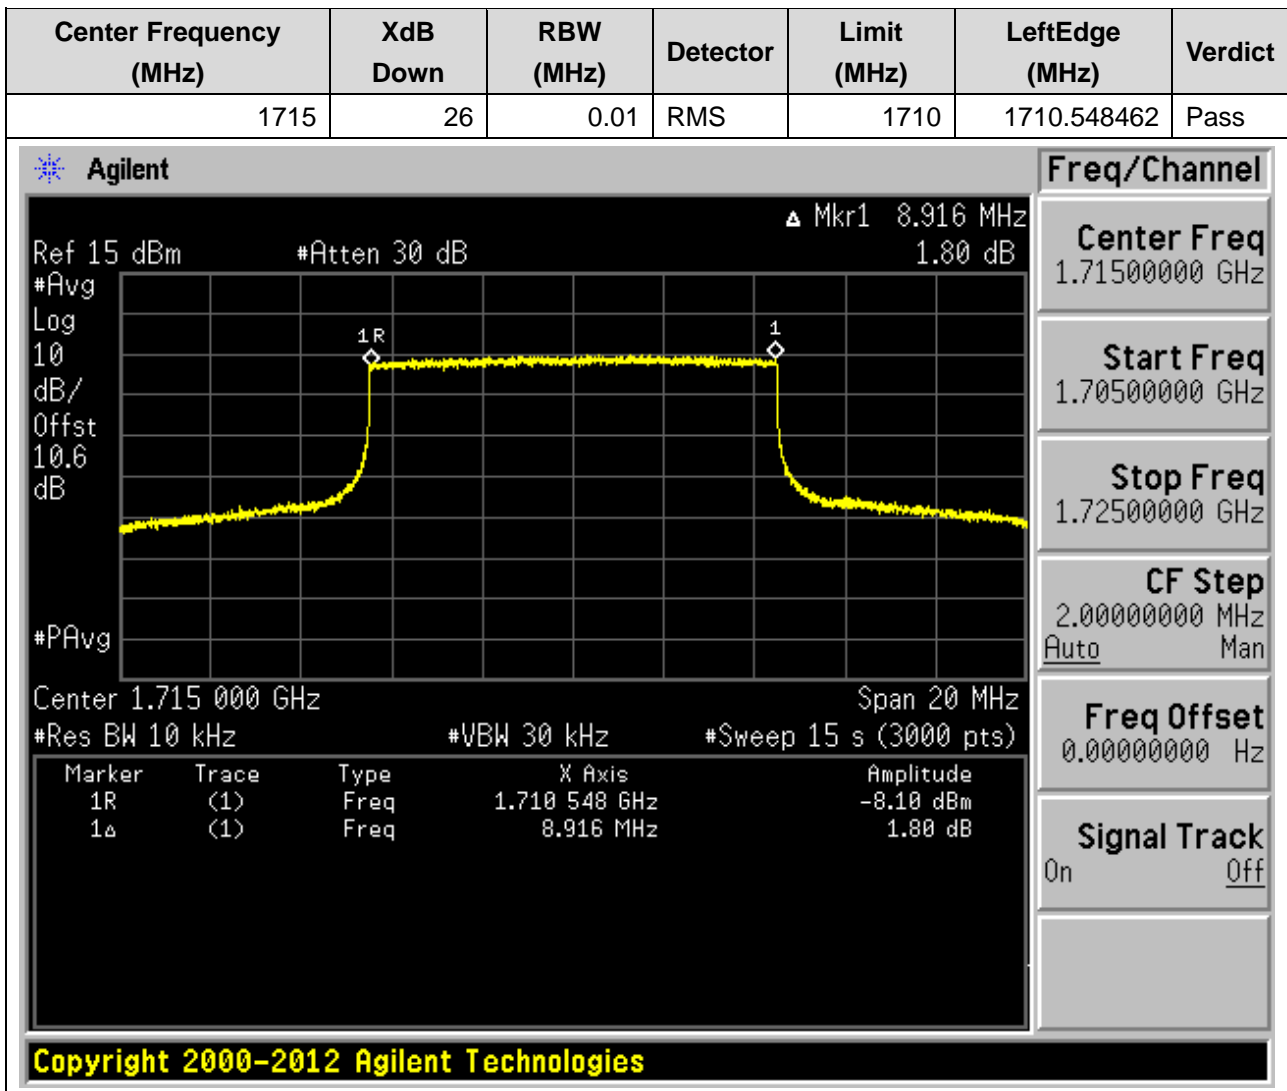 Center Frequency (MHz) XdB Down RBW (MHz) Detector Limit (MHz) LeftEdge (MHz) Verdict
1715 26 0.01 RMS 1710 1710.548462 Pass
Agilent
Freq/Channel
▵ Mkr1 8.916 MHz
Ref 15 dBm #Atten 30 dB 1.80 dB
#Avg
Log
10
dB/
Offst
10.6
dB
1R
1
#PAvg
Center 1.715 000 GHz Span 20 MHz
#Res BW 10 kHz #VBW 30 kHz #Sweep 15 s (3000 pts)
Marker Trace Type X Axis Amplitude
1R (1) Freq 1.710 548 GHz -8.10 dBm
1▵ (1) Freq 8.916 MHz 1.80 dB
Center Freq
1.71500000 GHz
Start Freq
1.70500000 GHz
Stop Freq
1.72500000 GHz
CF Step
2.00000000 MHz
Auto Man
Freq Offset
0.00000000 Hz
Signal Track
On Off
Copyright 2000-2012 Agilent Technologies